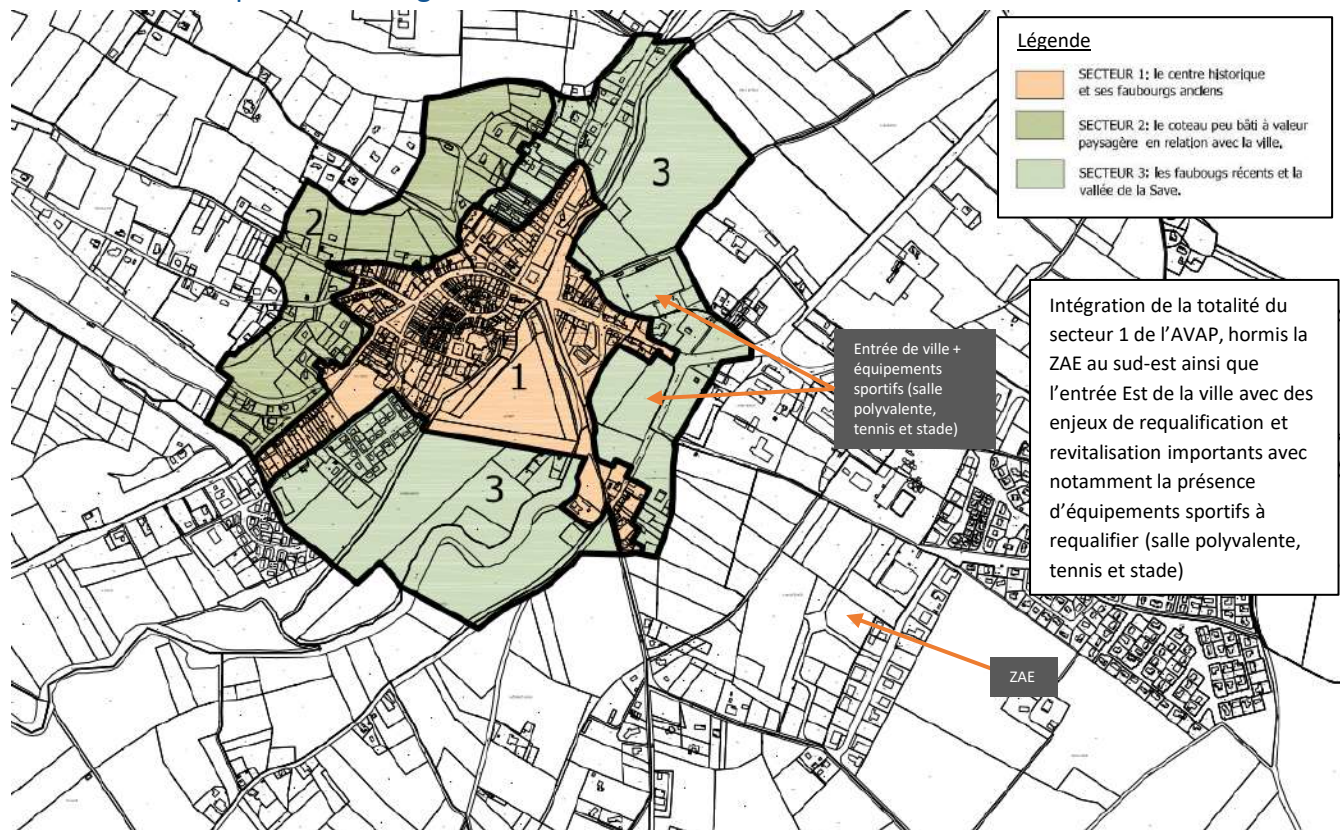 Légende
SECTEUR 1: le centre historique
et ses faubourgs anciens
SECTEUR 2: le coteau peu bâti à valeur
paysagère en relation avec la ville,
SECTEUR 3: les faubougs récents et la
vallée de la Save.
3
2
1
3
Entrée de ville +
équipements
sportifs (salle
polyvalente,
tennis et stade)
Intégration de la totalité du
secteur 1 de l’AVAP, hormis la
ZAE au sud-est ainsi que
l’entrée Est de la ville avec des
enjeux de requalification et
revitalisation importants avec
notamment la présence
d’équipements sportifs à
requalifier (salle polyvalente,
tennis et stade)
ZAE